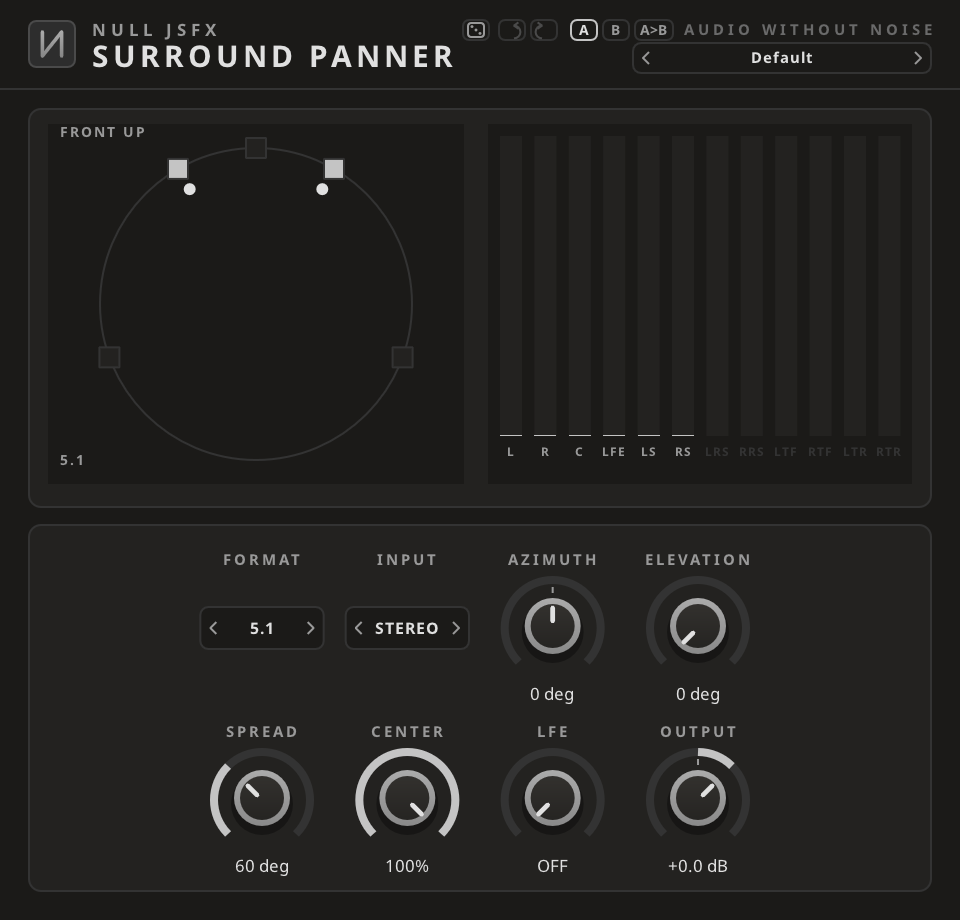 NULL JSFX
SURROUND PANNER
A B A>B AUDIO WITHOUT NOISE
Default
FRONT UP
5.1
L R C LFE LS RS LRS RRS LTF RTF LTR RTR
FORMAT INPUT AZIMUTH ELEVATION
5.1 STEREO
0 deg 0 deg
SPREAD CENTER LFE OUTPUT
60 deg 100% OFF +0.0 dB